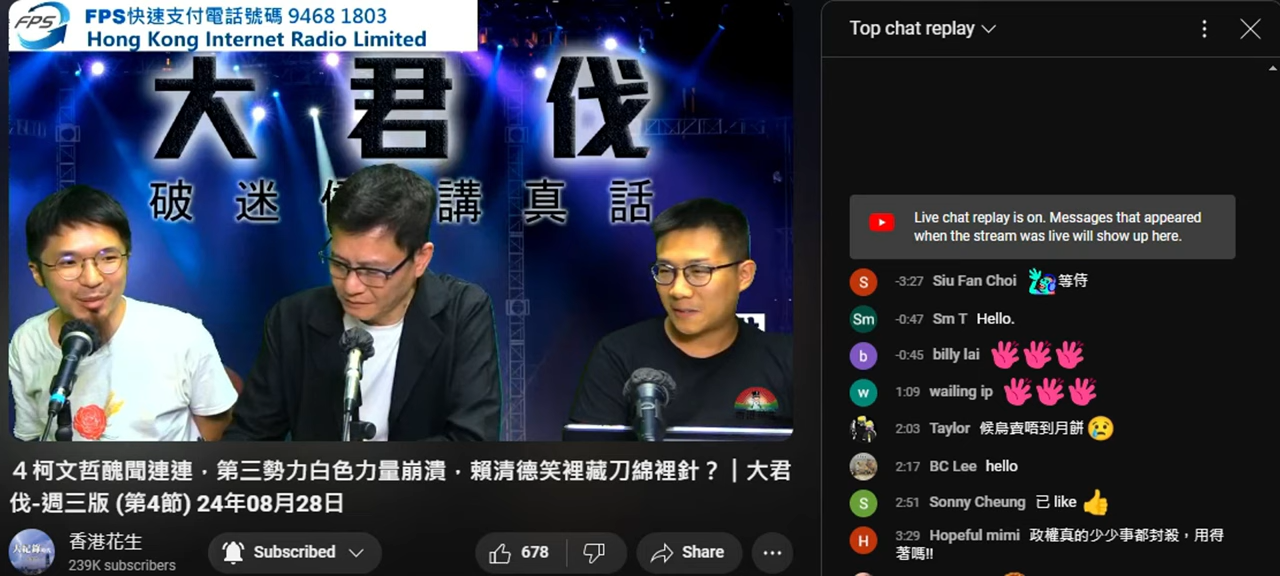 FPS
FPS快速支付電話號碼 9468 1803
Hong Kong Internet Radio Limited
大君伐
破迷 講真話
4柯文哲醜聞連連，第三勢力白色力量崩潰，賴清德笑裡藏刀綿裡針？｜大君
伐-週三版 (第4節) 24年08月28日
香港花生
239K subscribers
Subscribed
678
Share
Top chat replay
Live chat replay is on. Messages that appeared
when the stream was live will show up here.
S -3:27 Siu Fan Choi 等侍
Sm -0:47 Sm T Hello.
b -0:45 billy lai
w 1:09 wailing ip
2:03 Taylor 候鳥賣唔到月餅
2:17 BC Lee hello
S 2:51 Sonny Cheung 已 like
H 3:29 Hopeful mimi 政權真的少少事都封殺，用得
著嗎!!